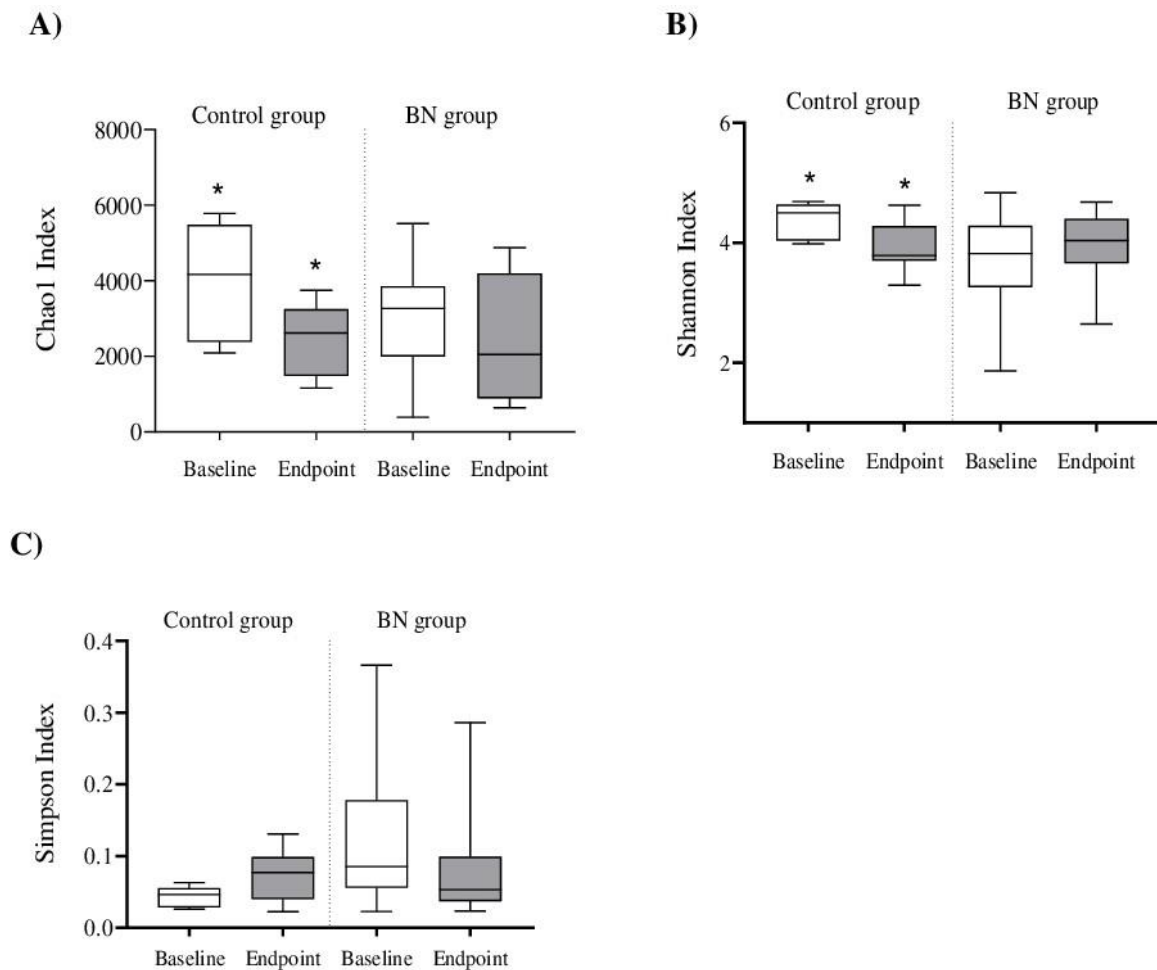 A)
Control group BN group
8000
6000
4000
2000
0
Chao1 Index
* *
Baseline Endpoint Baseline Endpoint
B)
Control group BN group
6
4
2
Shannon Index
* *
Baseline Endpoint Baseline Endpoint
C)
Control group BN group
0.4
0.3
0.2
0.1
0.0
Simpson Index
Baseline Endpoint Baseline Endpoint